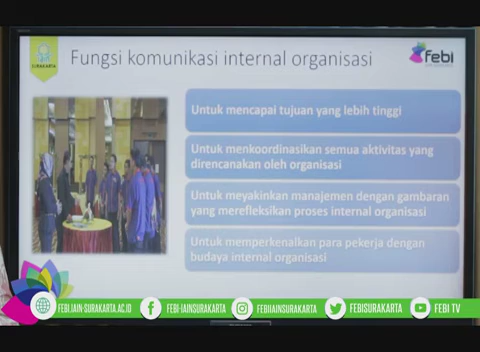 Fungsi komunikasi internal organisasi
SURAKARTA
febi
Untuk mencapai tujuan yang lebih tinggi
Untuk menkoordinasikan semua aktivitas yang
direncanakan oleh organisasi
Untuk meyakinkan manajemen dengan gambaran
yang merefleksikan proses internal organisasi
Untuk memperkenalkan para pekerja dengan
budaya internal organisasi
FEBI.IAIN-SURAKARTA.AC.ID
FEBI-IAINSURAKARTA
FEBIIAINSURAKARTA
FEBISURAKARTA
FEBI TV